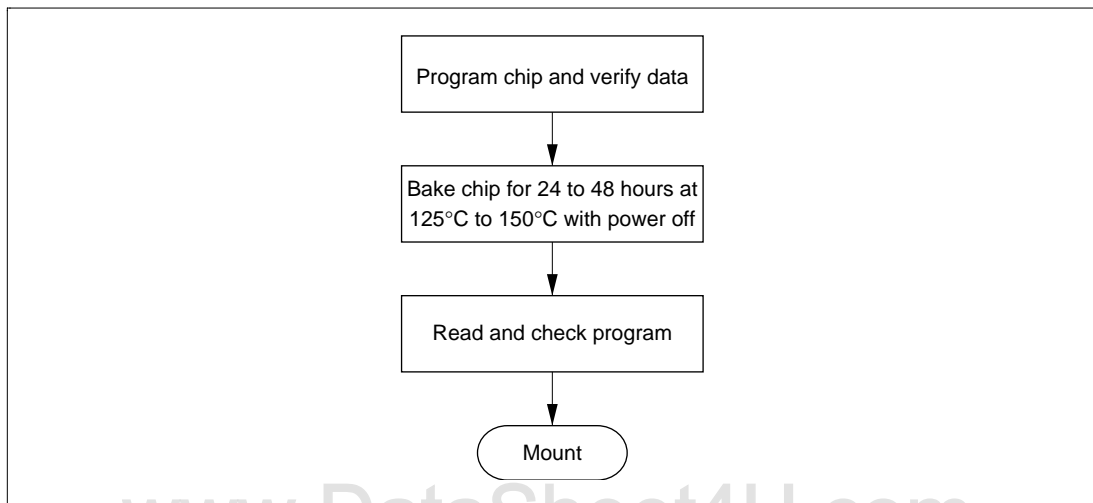 Program chip and verify data
Bake chip for 24 to 48 hours at
125°C to 150°C with power off
Read and check program
Mount
www.DataSheet4U.com